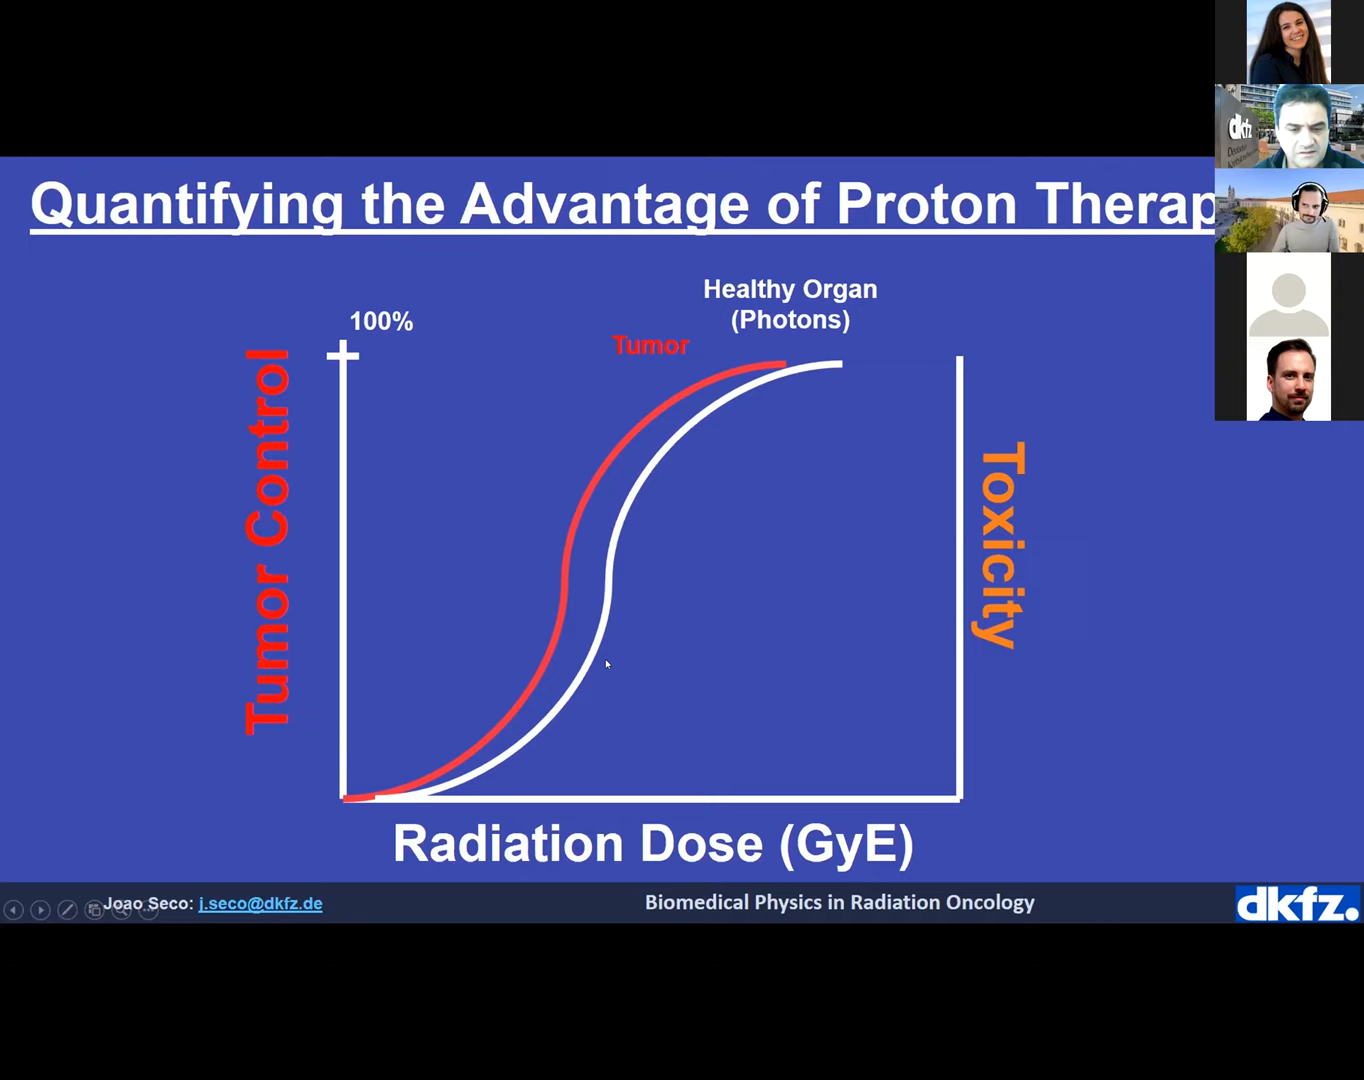 Quantifying the Advantage of Proton Therap
Healthy Organ
(Photons)
100%
Tumor
Tumor Control
Toxicity
Radiation Dose (GyE)
Joao Seco: j.seco@dkfz.de
Biomedical Physics in Radiation Oncology
dkfz.
dkfz